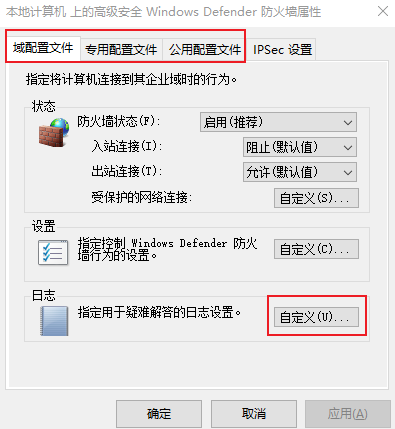 本地计算机 上的高级安全 Windows Defender 防火墙属性
域配置文件 专用配置文件 公用配置文件 IPSec 设置
指定将计算机连接到其企业域时的行为。
状态
防火墙状态(F): 启用(推荐)
入站连接(I): 阻止(默认值)
出站连接(T): 允许(默认值)
受保护的网络连接: 自定义(S)...
设置
指定控制 Windows Defender 防火
墙行为的设置。 自定义(C)...
日志
指定用于疑难解答的日志设置。 自定义(U)...
确定 取消 应用(A)